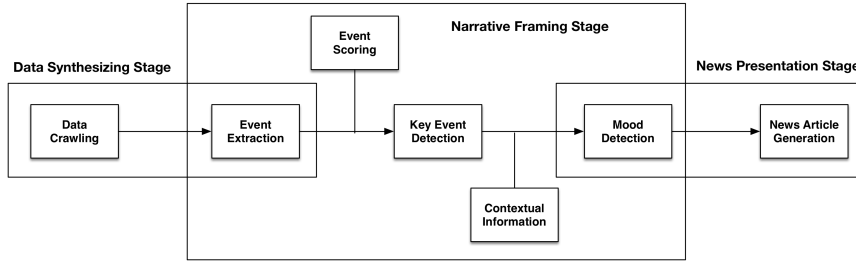 Narrative Framing Stage
Event
Scoring
Data Synthesizing Stage
News Presentation Stage
Data
Crawling
Event
Extraction
Key Event
Detection
Mood
Detection
News Article
Generation
Contextual
Information